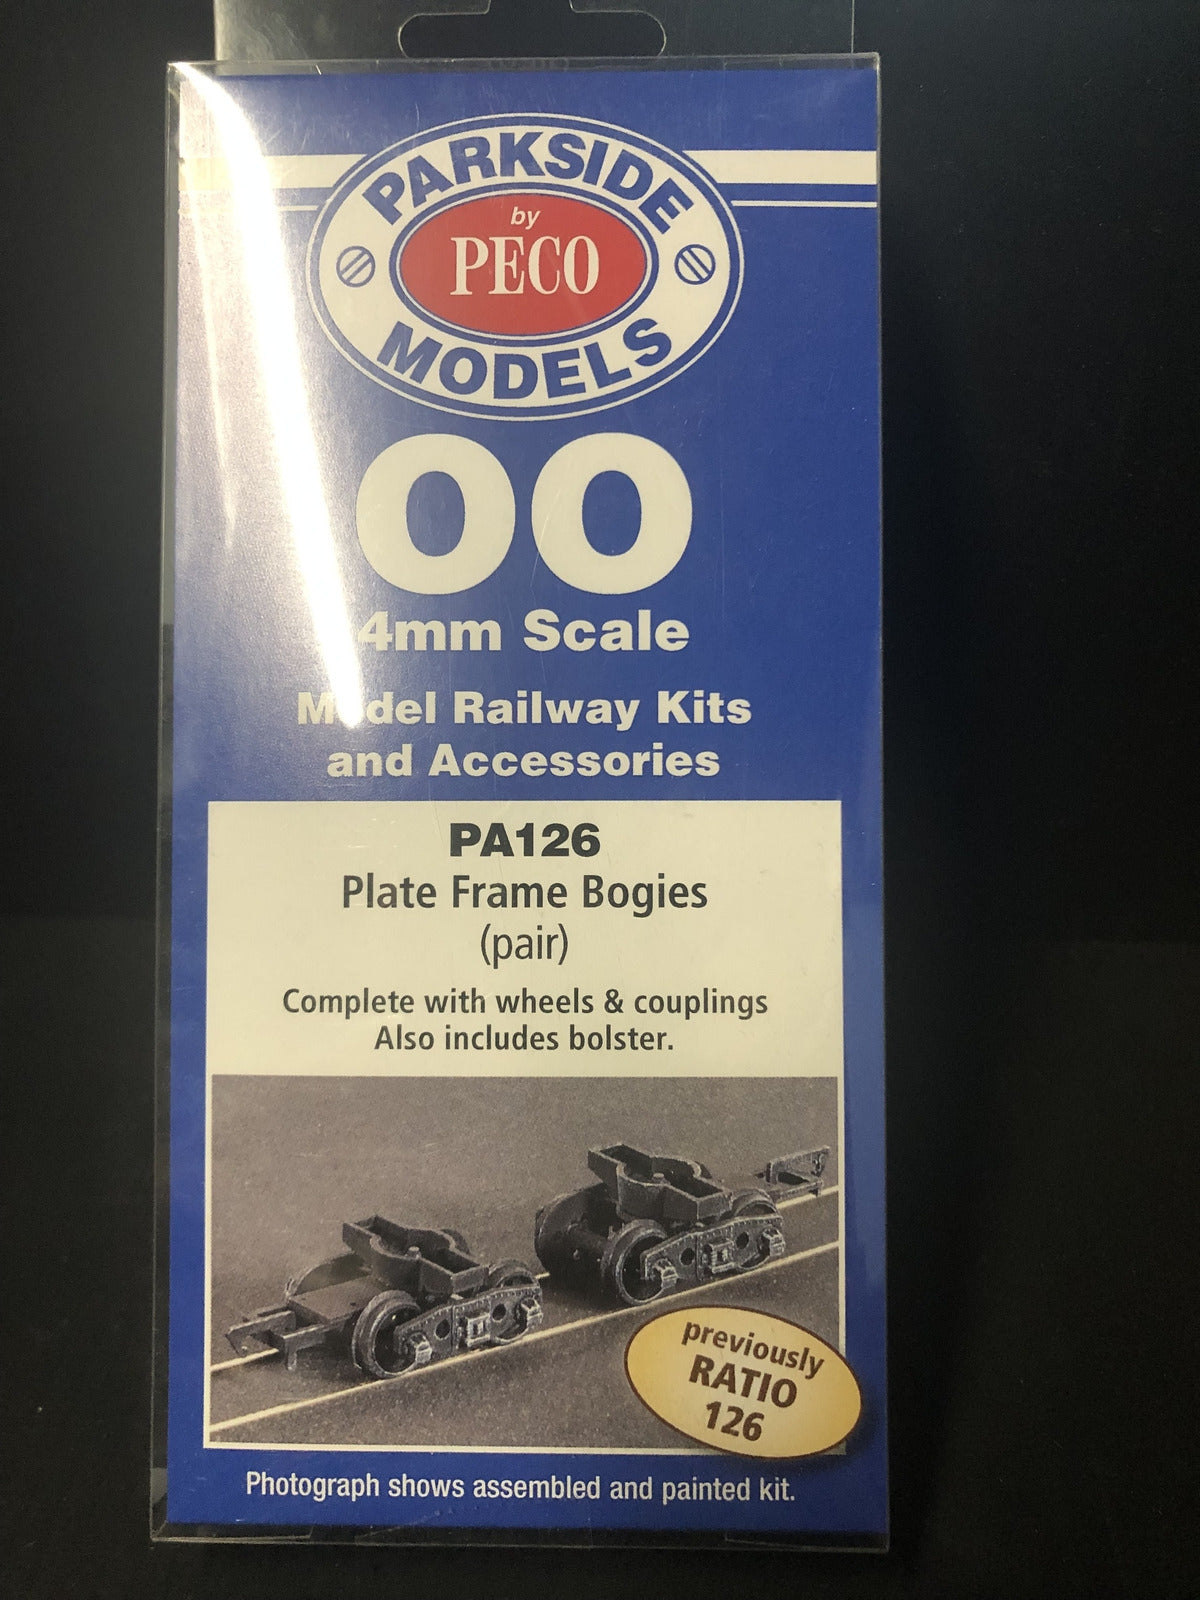 PARKSIDE
by
PECO
MODELS
OO
4mm Scale
Model Railway Kits
and Accessories
PA126
Plate Frame Bogies
(pair)
Complete with wheels & couplings
Also includes bolster.
previously
RATIO
126
Photograph shows assembled and painted kit.